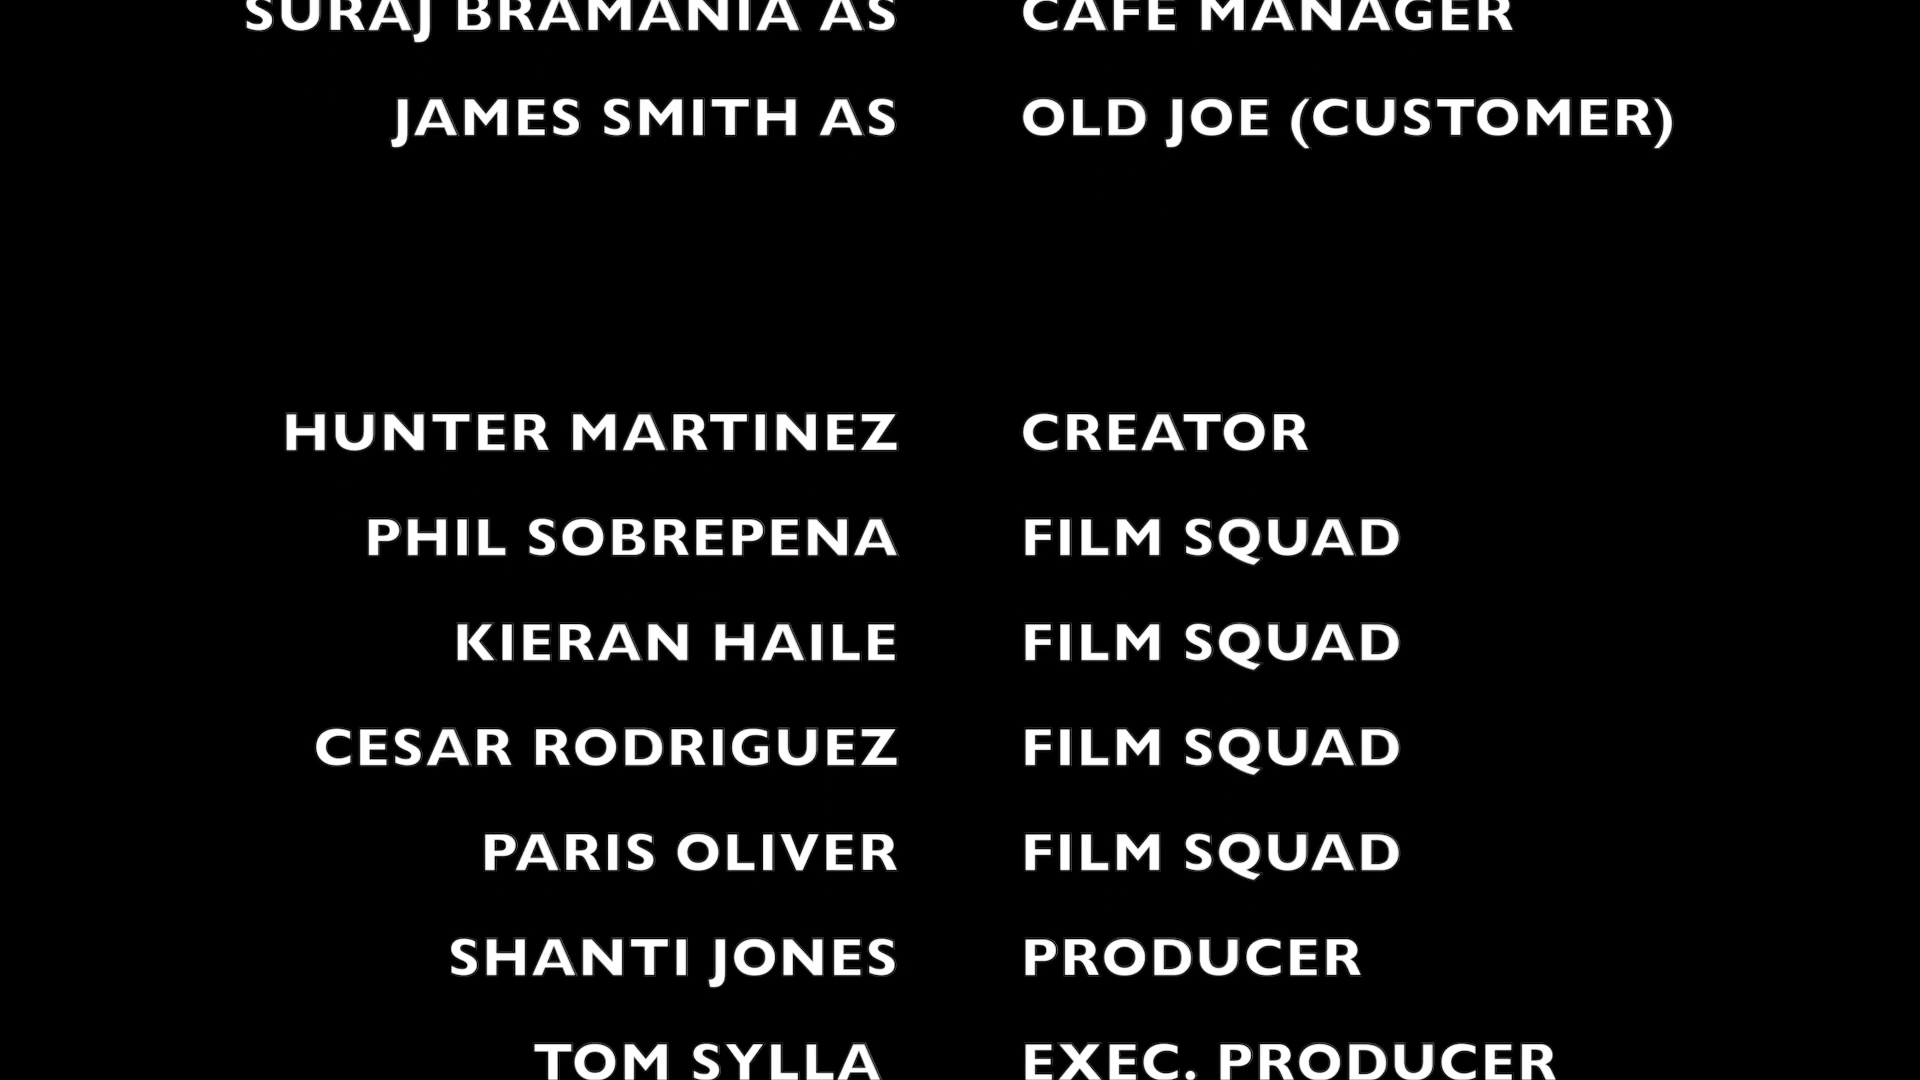 SURAJ BRAMANIA AS CAFE MANAGER
JAMES SMITH AS OLD JOE (CUSTOMER)
HUNTER MARTINEZ CREATOR
PHIL SOBREPENA FILM SQUAD
KIERAN HAILE FILM SQUAD
CESAR RODRIGUEZ FILM SQUAD
PARIS OLIVER FILM SQUAD
SHANTI JONES PRODUCER
TOM SYLLA EXEC. PRODUCER